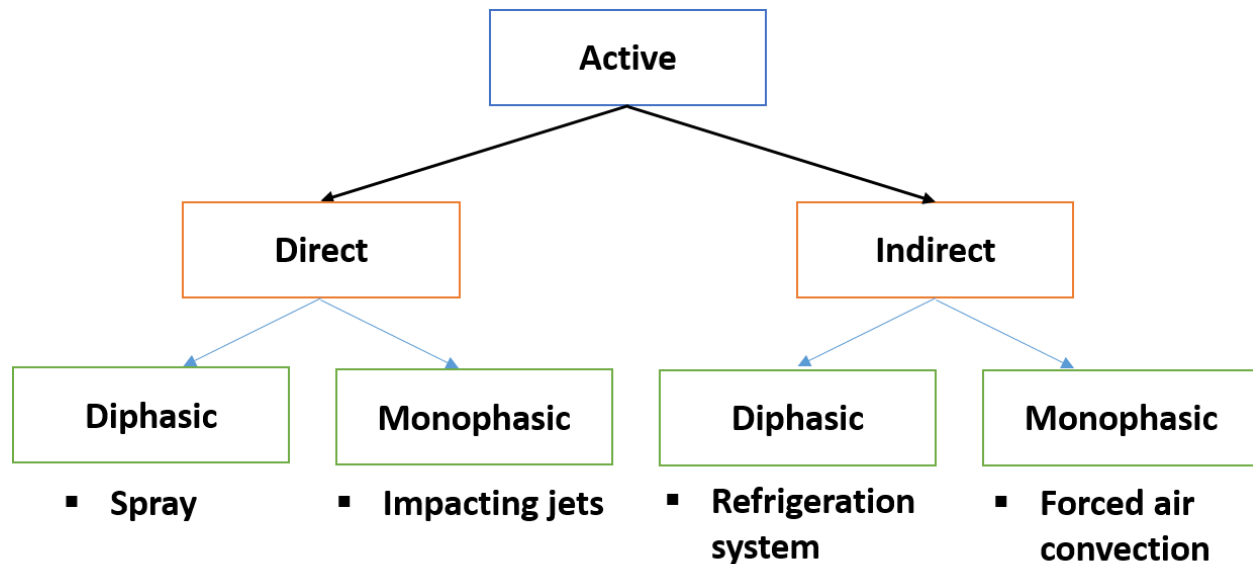 Active
Direct
Indirect
Diphasic
Monophasic
Diphasic
Monophasic
▪ Spray
▪ Impacting jets
▪ Refrigeration
system
▪ Forced air
convection